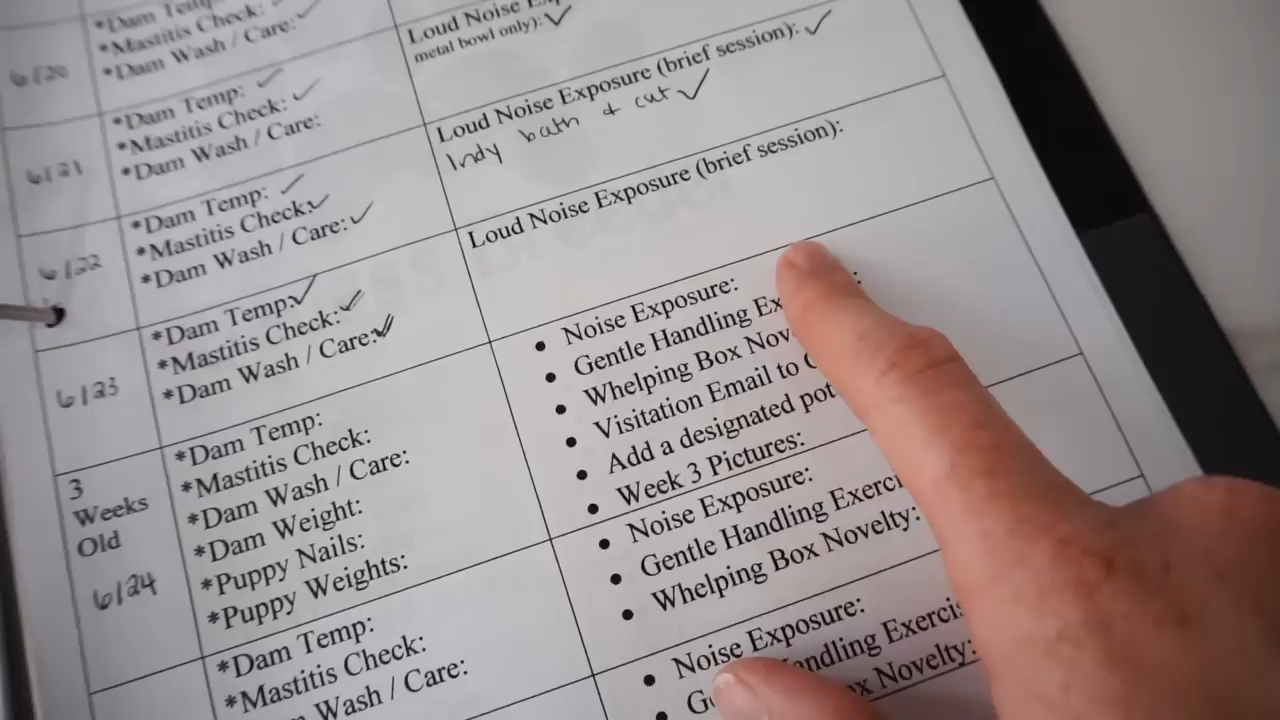 6/20
*Dam Temp:
*Mastitis Check: ✓
*Dam Wash / Care: ✓
6/21
*Dam Temp: ✓
*Mastitis Check: ✓
*Dam Wash / Care:
Loud Noise
metal bowl only): ✓
6/22
*Dam Temp: ✓
*Mastitis Check: ✓
*Dam Wash / Care: ✓
Loud Noise Exposure (brief session): ✓
Indy bath & cut ✓
6/23
*Dam Temp: ✓
*Mastitis Check: ✓
*Dam Wash / Care: ✓
Loud Noise Exposure (brief session):
3
Weeks
Old
6/24
*Dam Temp:
*Mastitis Check:
*Dam Wash / Care:
*Dam Weight:
*Puppy Nails:
*Puppy Weights:
• Noise Exposure:
• Gentle Handling Ex
• Whelping Box Nov
• Visitation Email to
• Add a designated pot
• Week 3 Pictures:
*Dam Temp:
*Mastitis Check:
Wash / Care:
• Noise Exposure:
• Gentle Handling Exerci
• Whelping Box Novelty:
• Noise Exposure:
• Ge andling Exercis
ox Novelty: